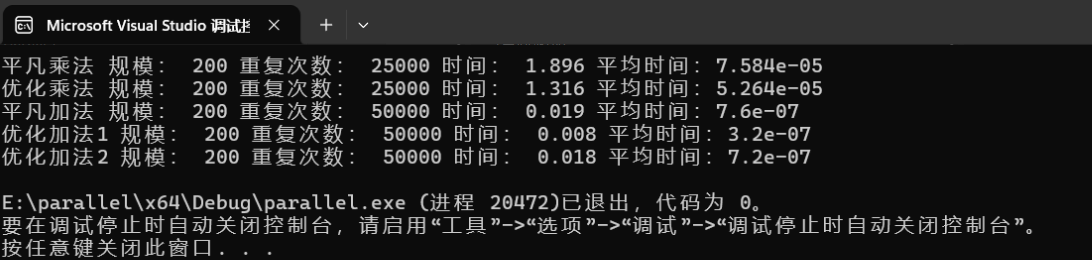 Microsoft Visual Studio 调试控
平凡乘法 规模： 200 重复次数： 25000 时间： 1.896 平均时间：7.584e-05
优化乘法 规模： 200 重复次数： 25000 时间： 1.316 平均时间：5.264e-05
平凡加法 规模： 200 重复次数： 50000 时间： 0.019 平均时间：7.6e-07
优化加法1 规模： 200 重复次数： 50000 时间： 0.008 平均时间：3.2e-07
优化加法2 规模： 200 重复次数： 50000 时间： 0.018 平均时间：7.2e-07
E:\parallel\x64\Debug\parallel.exe (进程 20472)已退出，代码为 0。
要在调试停止时自动关闭控制台，请启用“工具”->“选项”->“调试”->“调试停止时自动关闭控制台”。
按任意键关闭此窗口. . .